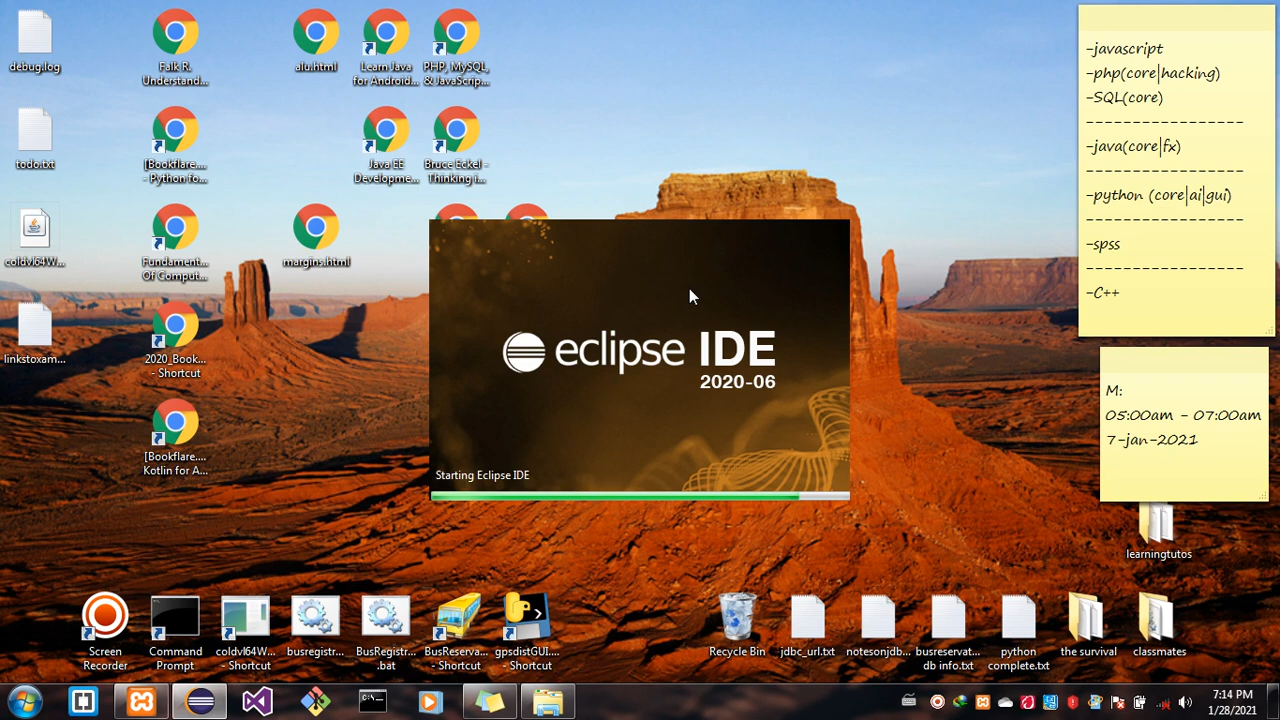 debug.log
Faik R.
Understand...
alu.html
Learn Java
for Android...
PHP, MySQL,
& JavaScrip...
todo.txt
[Bookflare....
- Python fo...
Java EE
Developme...
Bruce Eckel -
Thinking i...
coldvl64W...
Fundament...
Of Comput...
margins.html
linkstoxam...
2020_Book...
- Shortcut
[Bookflare....
Kotlin for A...
eclipse IDE
2020-06
Starting Eclipse IDE
-javascript
-php(core|hacking)
-SQL(core)
-----------------
-java(core|fx)
-----------------
-python (core|ai|gui)
-----------------
-spss
-----------------
-C++
M:
05:00am - 07:00am
7-jan-2021
learningtutos
Screen
Recorder
Command
Prompt
coldvl64W...
- Shortcut
busregistr...
BusRegistr...
.bat
BusReserva...
- Shortcut
gpsdistGUI....
- Shortcut
Recycle Bin
jdbc_url.txt
notesonjdb...
busreservat...
db info.txt
python
complete.txt
the survival
classmates
7:14 PM
1/28/2021